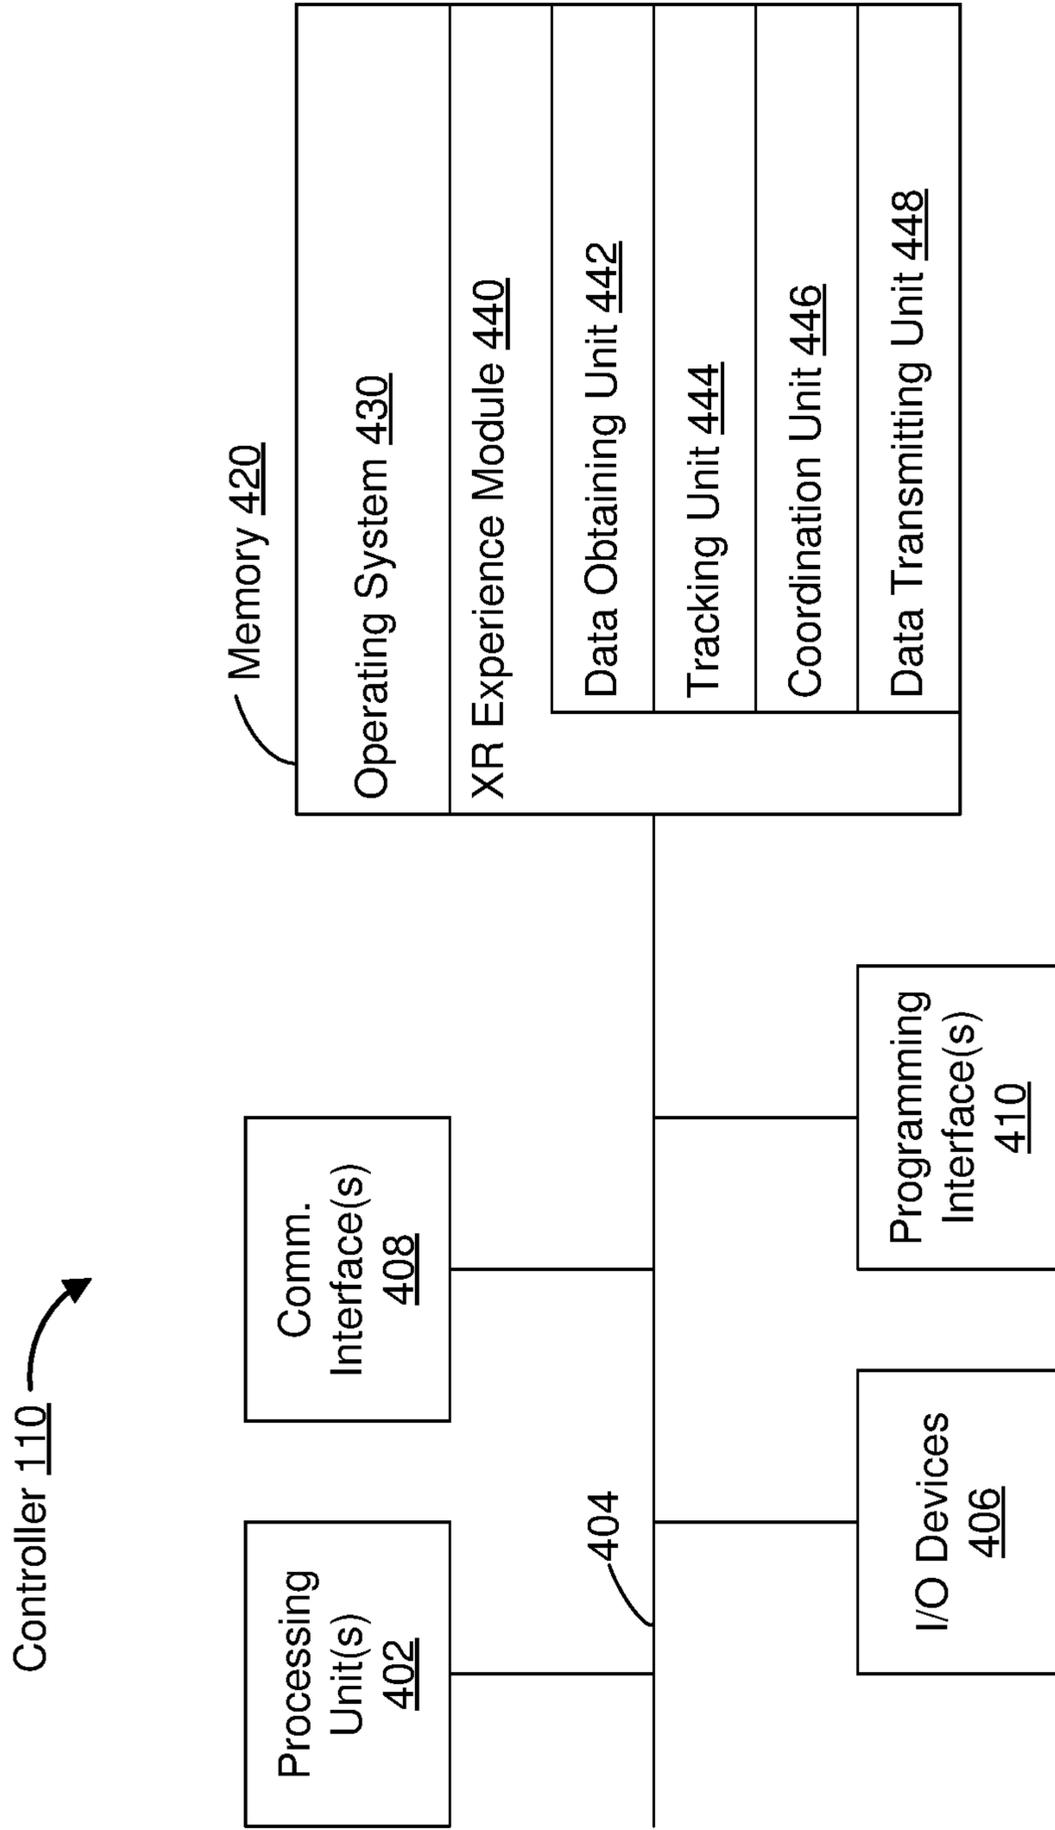 Controller 110
Processing
Unit(s)
402
Comm.
Interface(s)
408
Memory 420
Operating System 430
XR Experience Module 440
Data Obtaining Unit 442
Tracking Unit 444
Coordination Unit 446
Data Transmitting Unit 448
404
I/O Devices
406
Programming
Interface(s)
410